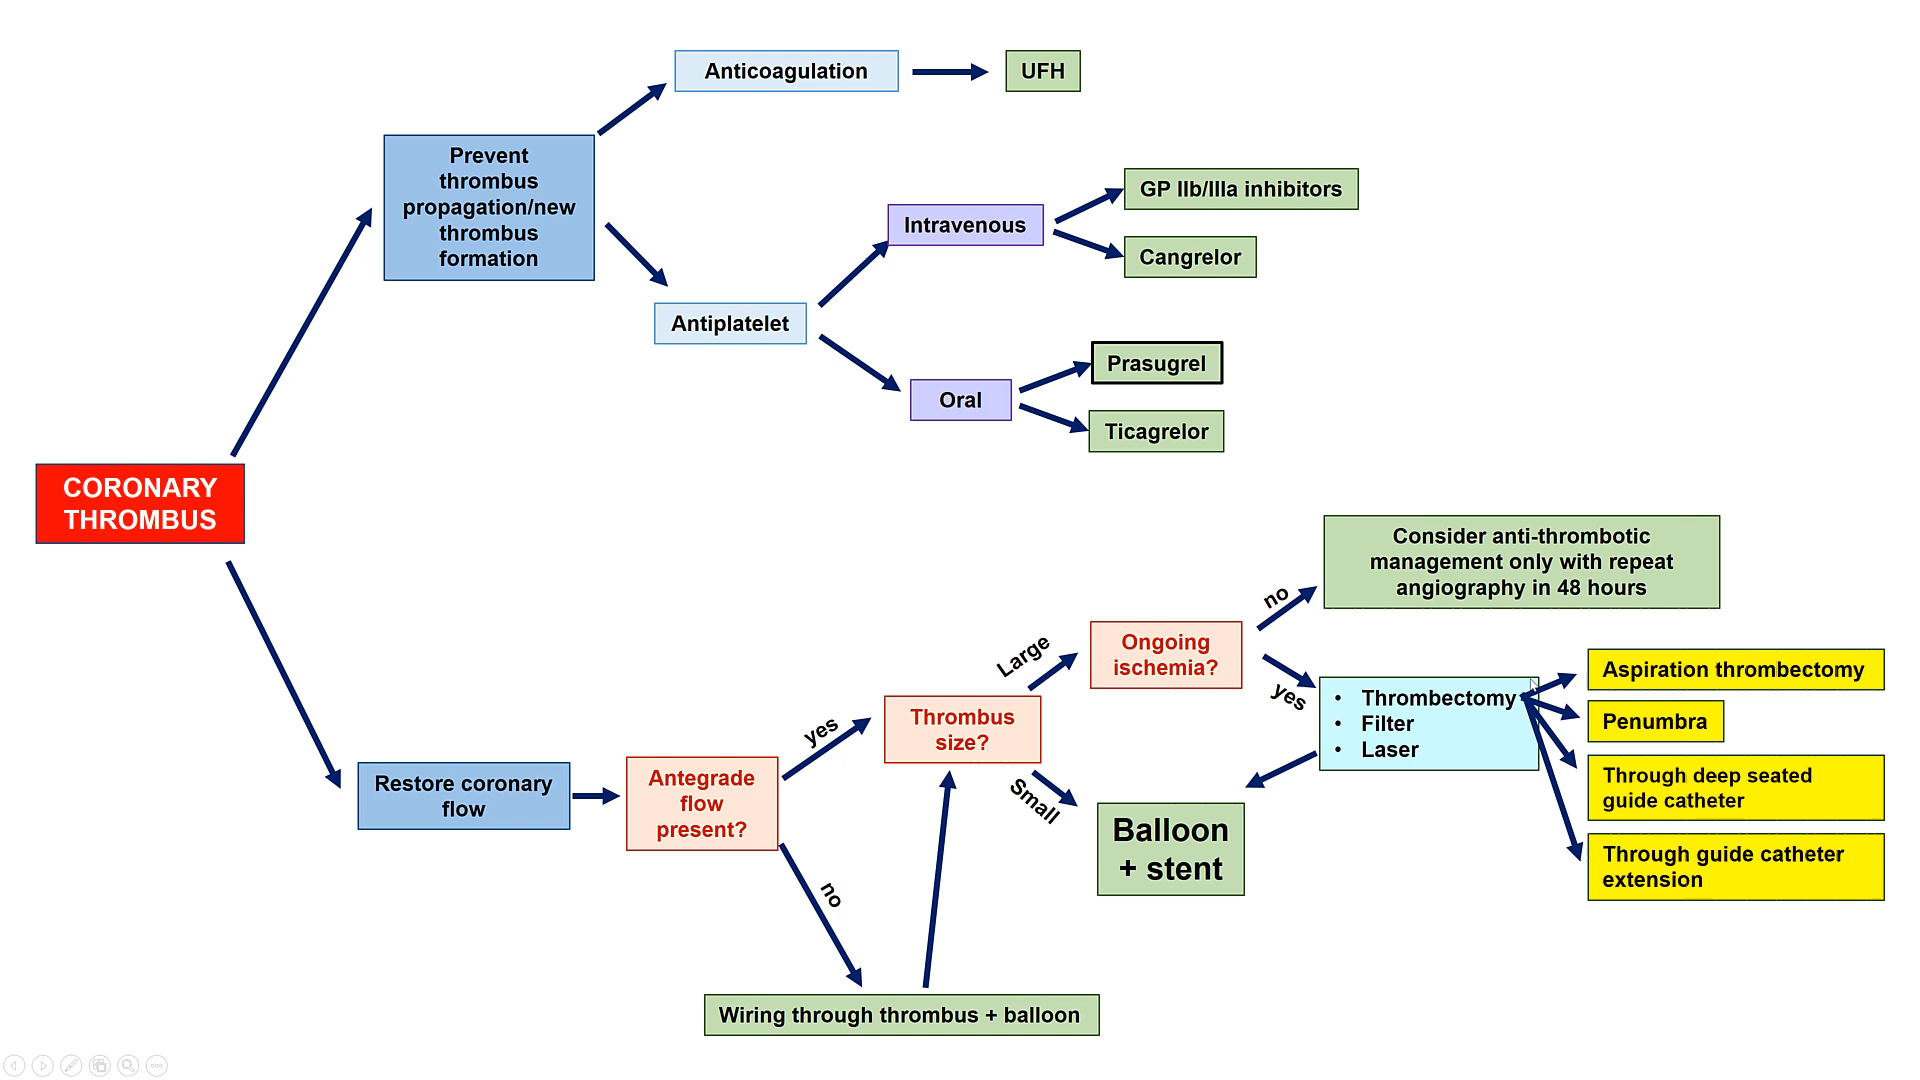 Anticoagulation
UFH
Prevent
thrombus
propagation/new
thrombus
formation
GP IIb/IIIa inhibitors
Intravenous
Cangrelor
Antiplatelet
Prasugrel
Oral
Ticagrelor
CORONARY
THROMBUS
Consider anti-thrombotic
management only with repeat
angiography in 48 hours
no
Large
Ongoing
ischemia?
yes
Aspiration thrombectomy
• Thrombectomy
• Filter
• Laser
Penumbra
Through deep seated
guide catheter
Through guide catheter
extension
Thrombus
size?
yes
Small
Restore coronary
flow
Antegrade
flow
present?
Balloon
+ stent
no
Wiring through thrombus + balloon